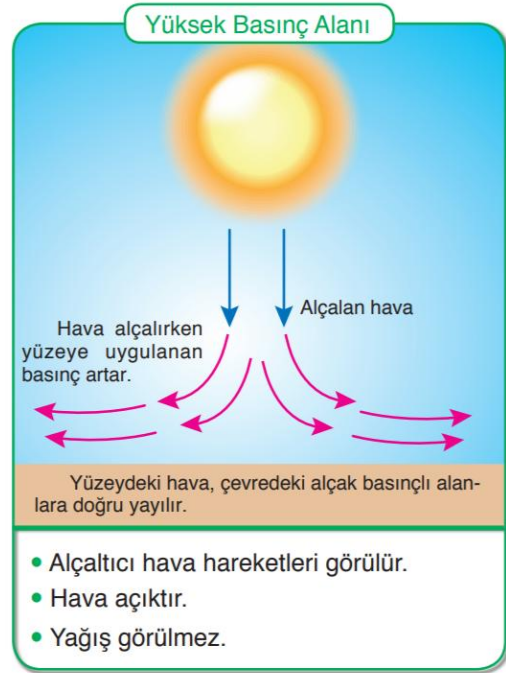 Yüksek Basınç Alanı
Alçalan hava
Hava alçalırken
yüzeye uygulanan
basınç artar.
Yüzeydeki hava, çevredeki alçak basınçlı alan-
lara doğru yayılır.
• Alçaltıcı hava hareketleri görülür.
• Hava açıktır.
• Yağış görülmez.